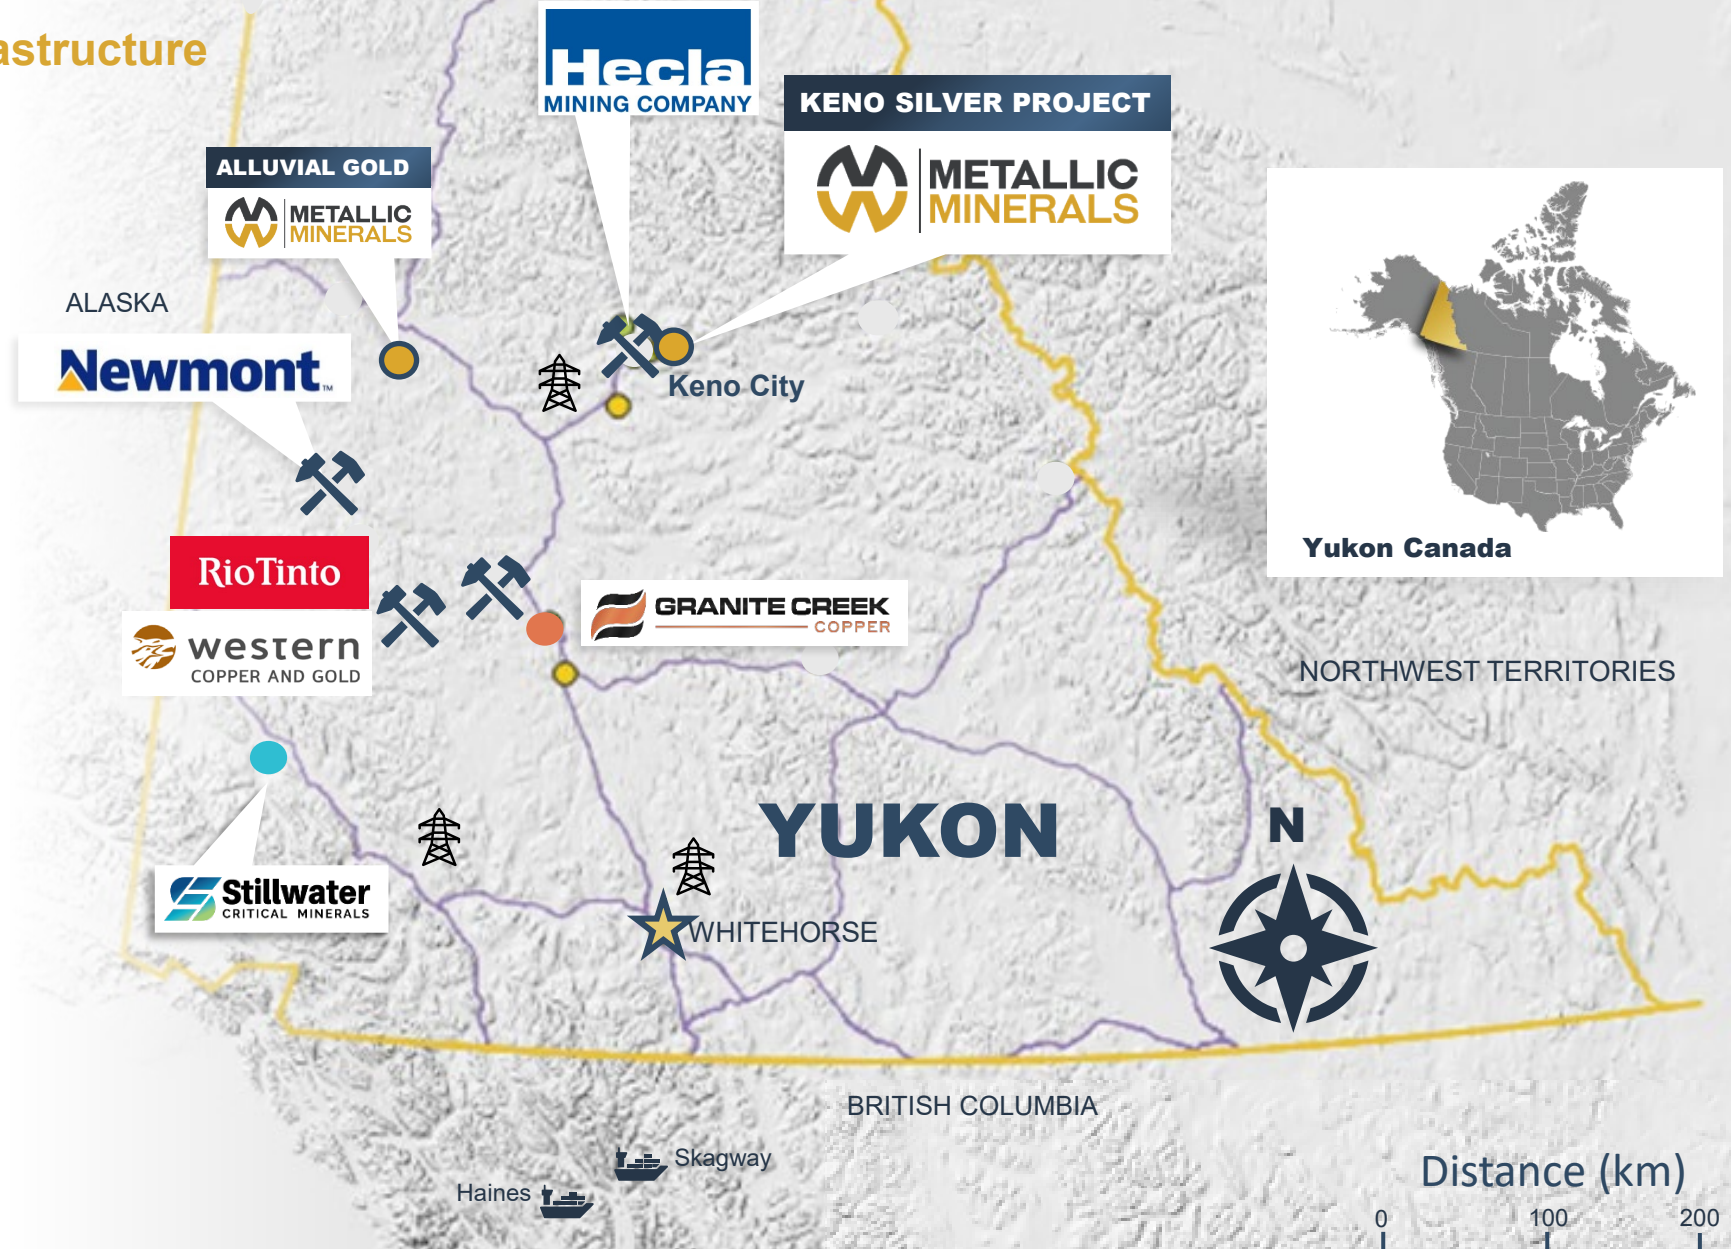 astructure
Hecla
MINING COMPANY
KENO SILVER PROJECT
METALLIC
MINERALS
ALLUVIAL GOLD
METALLIC
MINERALS
ALASKA
Newmont™
Keno City
Yukon Canada
RioTinto
western
COPPER AND GOLD
GRANITE CREEK
COPPER
NORTHWEST TERRITORIES
YUKON
N
Stillwater
CRITICAL MINERALS
WHITEHORSE
BRITISH COLUMBIA
Skagway
Haines
Distance (km)
0 100 200